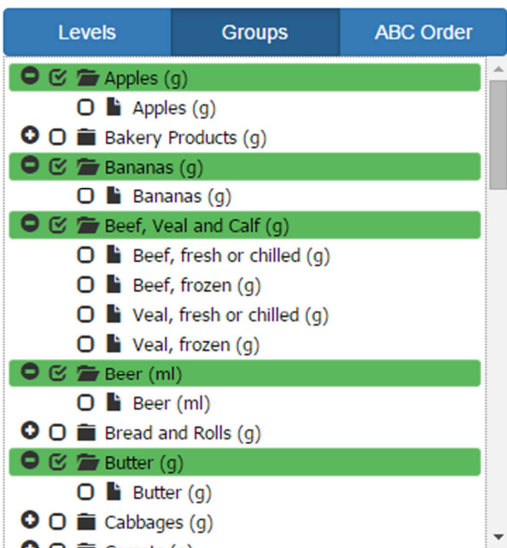 Levels Groups ABC Order
Apples (g)
Apples (g)
Bakery Products (g)
Bananas (g)
Bananas (g)
Beef, Veal and Calf (g)
Beef, fresh or chilled (g)
Beef, frozen (g)
Veal, fresh or chilled (g)
Veal, frozen (g)
Beer (ml)
Beer (ml)
Bread and Rolls (g)
Butter (g)
Butter (g)
Cabbages (g)